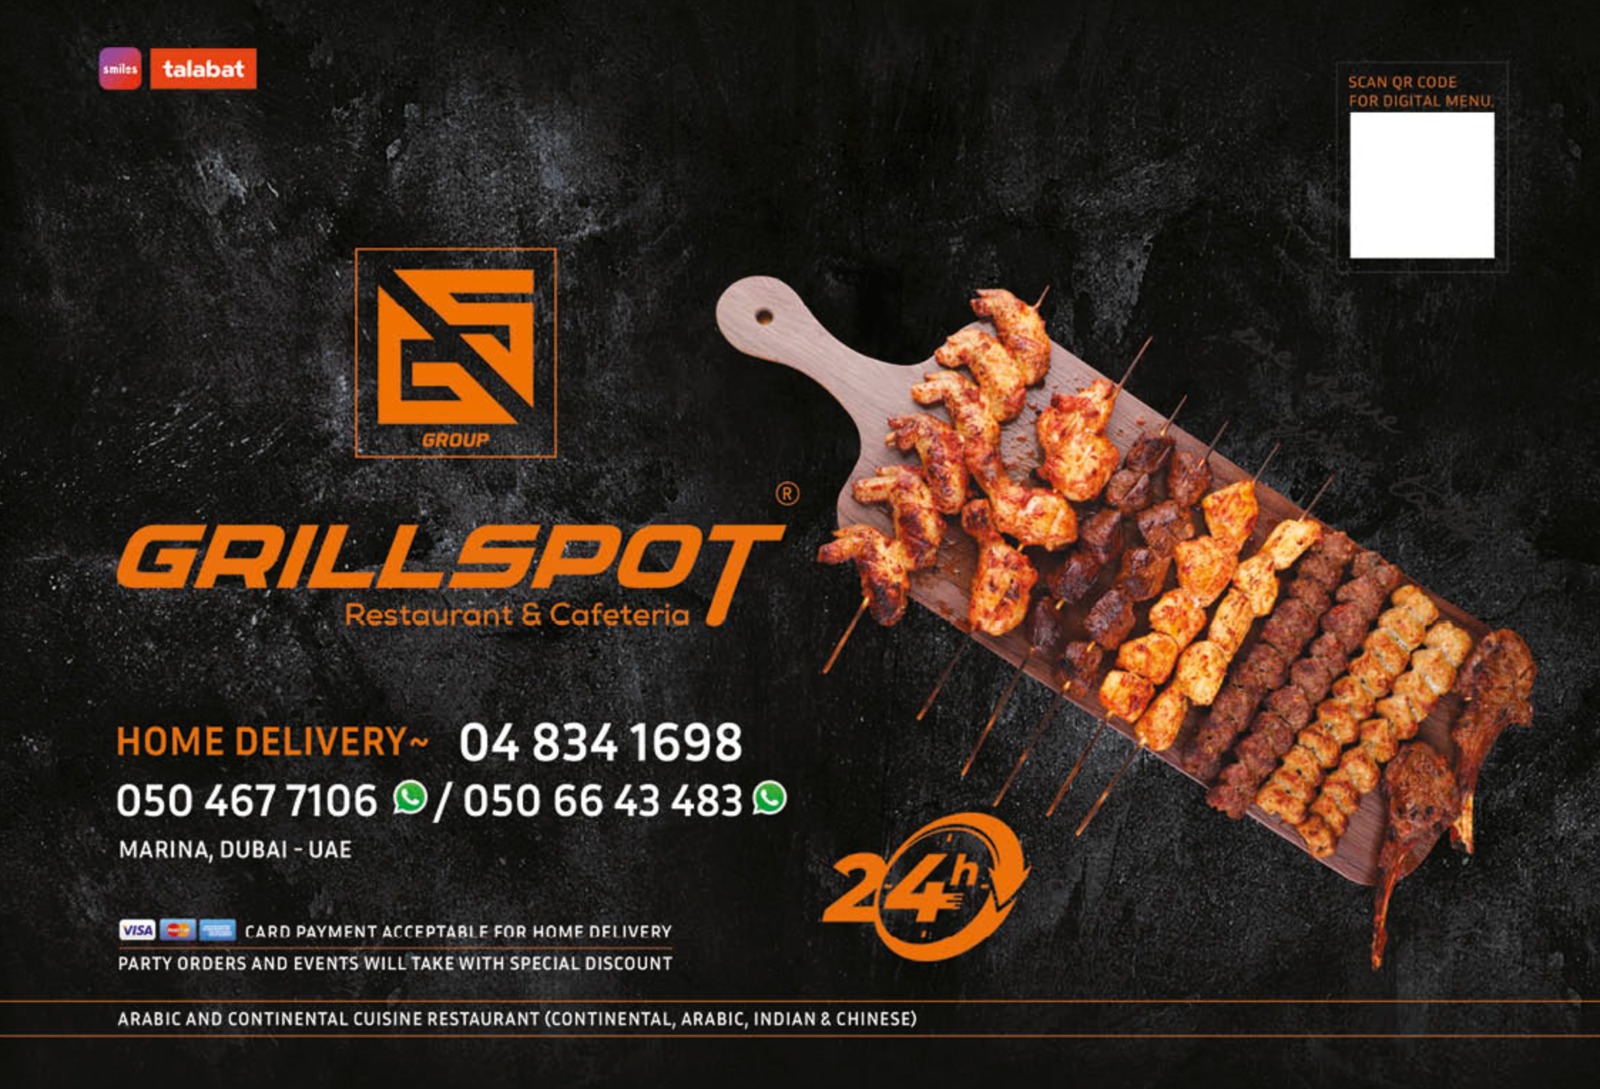 smiles
talabat
SCAN QR CODE
FOR DIGITAL MENU.
GS
GROUP
GRILLSPOT®
Restaurant & Cafeteria
HOME DELIVERY~ 04 834 1698
050 467 7106 / 050 66 43 483
MARINA, DUBAI - UAE
24h
VISA CARD PAYMENT ACCEPTABLE FOR HOME DELIVERY
PARTY ORDERS AND EVENTS WILL TAKE WITH SPECIAL DISCOUNT
ARABIC AND CONTINENTAL CUISINE RESTAURANT (CONTINENTAL, ARABIC, INDIAN & CHINESE)